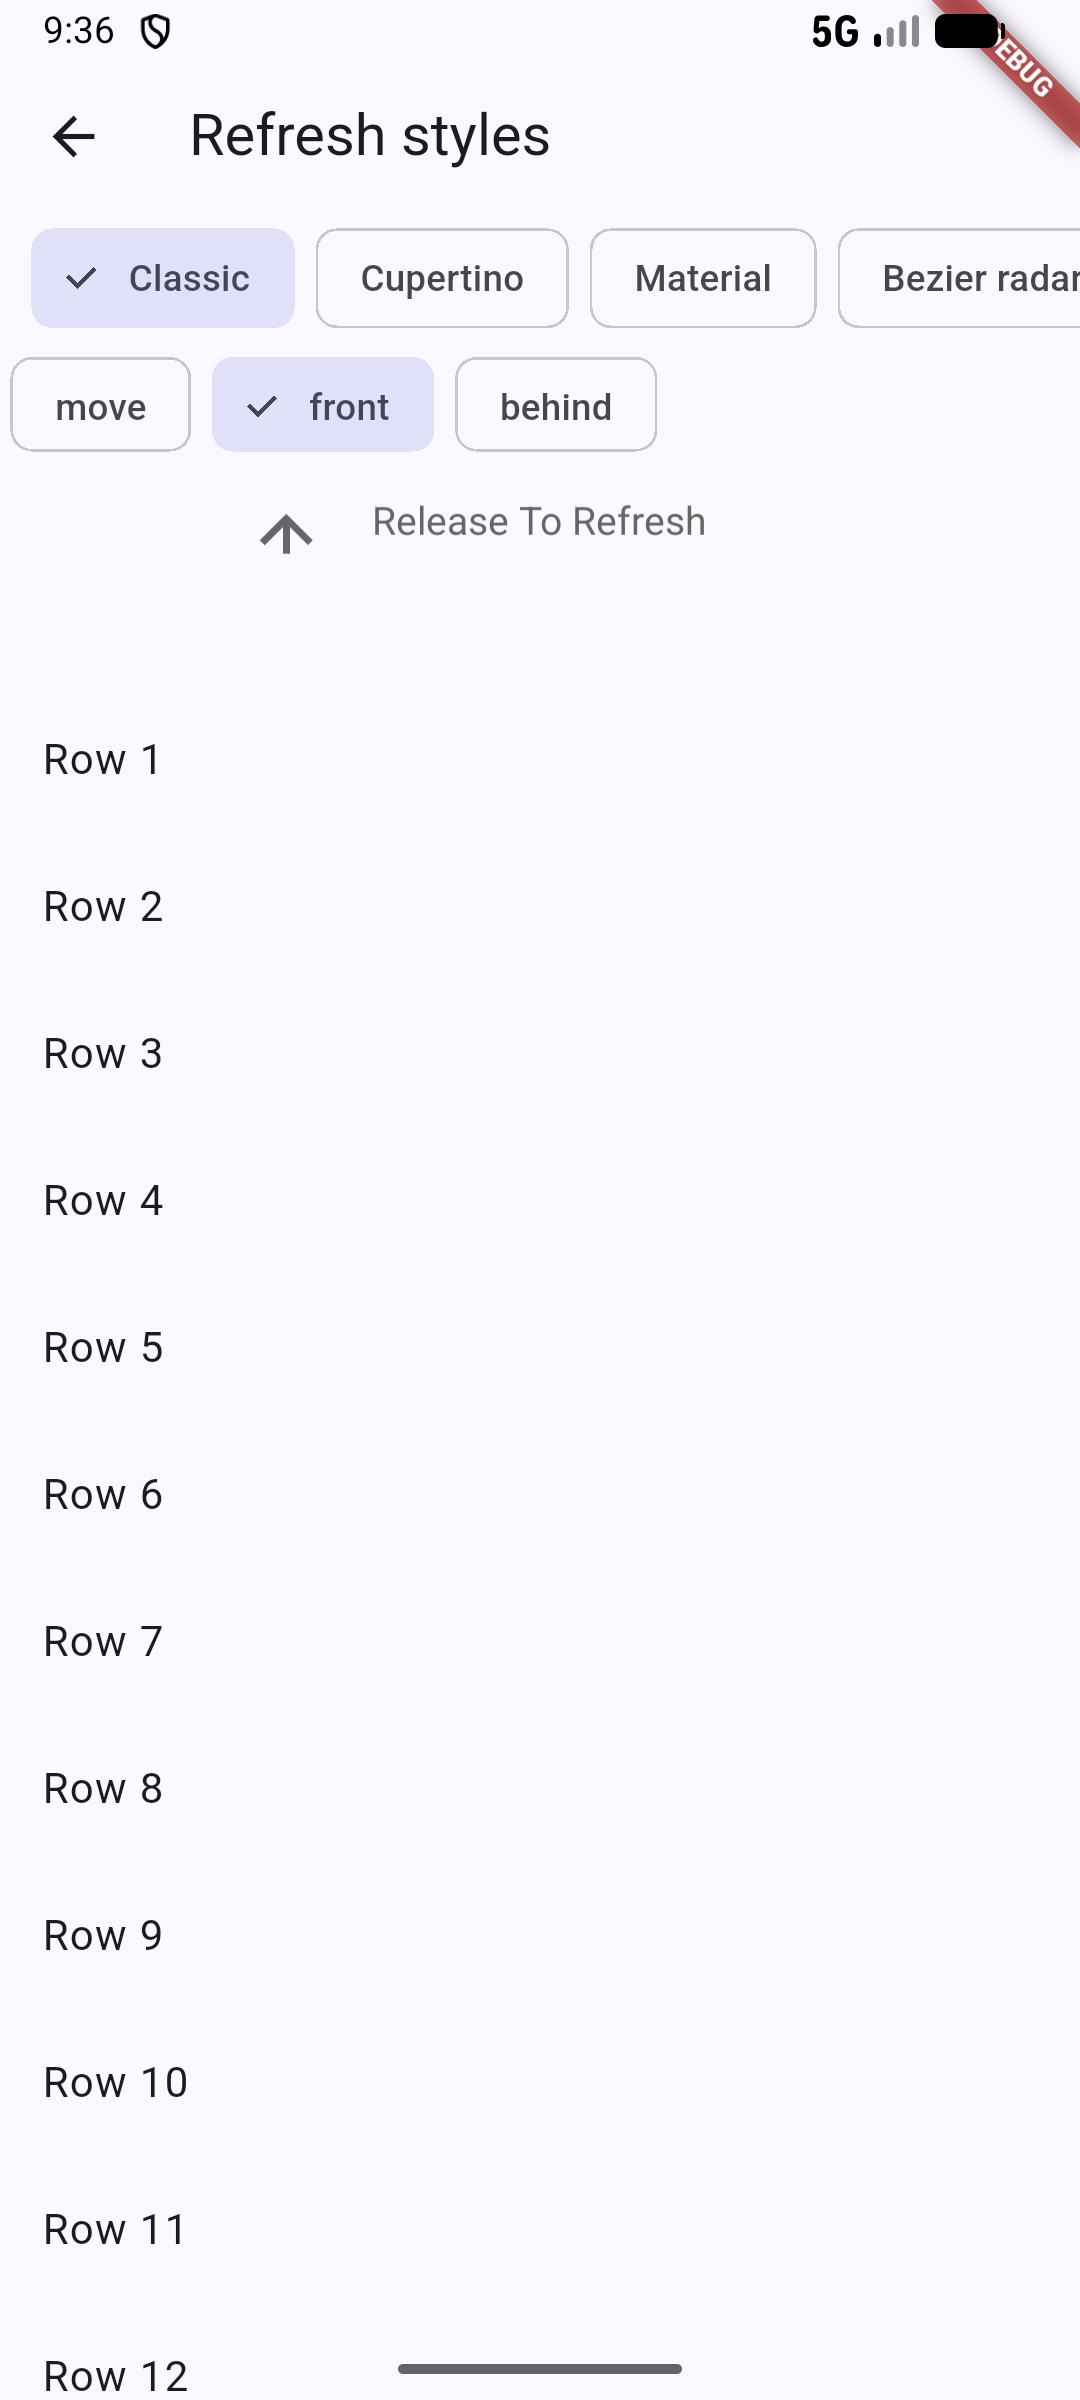 9:36 5G
EBUG
Refresh styles
Classic Cupertino Material Bezier radar
move front behind
Release To Refresh
Row 1
Row 2
Row 3
Row 4
Row 5
Row 6
Row 7
Row 8
Row 9
Row 10
Row 11
Row 12